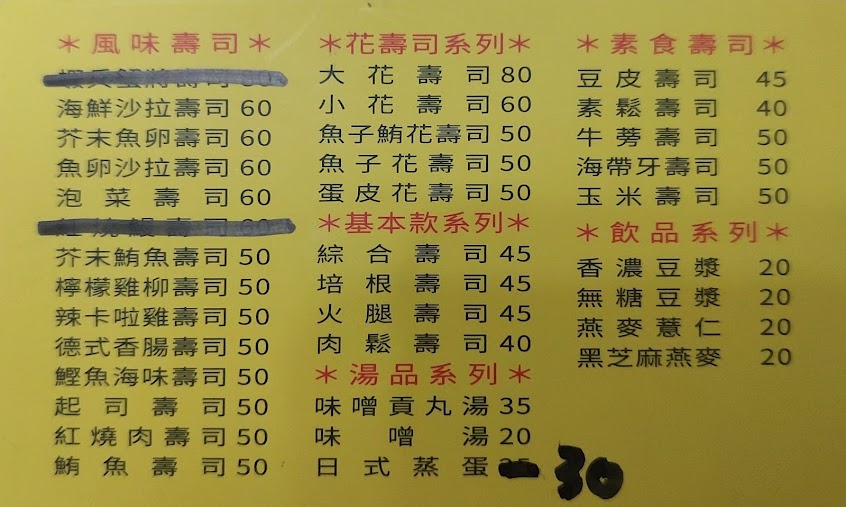 ＊風味壽司＊
海鮮沙拉壽司 60
芥末魚卵壽司 60
魚卵沙拉壽司 60
泡菜壽司 60
芥末鮪魚壽司 50
檸檬雞柳壽司 50
辣卡啦雞壽司 50
德式香腸壽司 50
鰹魚海味壽司 50
起司壽司 50
紅燒肉壽司 50
鮪魚壽司 50
＊花壽司系列＊
大花壽司 80
小花壽司 60
魚子鮪花壽司 50
魚子花壽司 50
蛋皮花壽司 50
＊基本款系列＊
綜合壽司 45
培根壽司 45
火腿壽司 45
肉鬆壽司 40
＊湯品系列＊
味噌貢丸湯 35
味噌湯 20
日式蒸蛋 30
＊素食壽司＊
豆皮壽司 45
素鬆壽司 40
牛蒡壽司 50
海帶牙壽司 50
玉米壽司 50
＊飲品系列＊
香濃豆漿 20
無糖豆漿 20
燕麥薏仁 20
黑芝麻燕麥 20